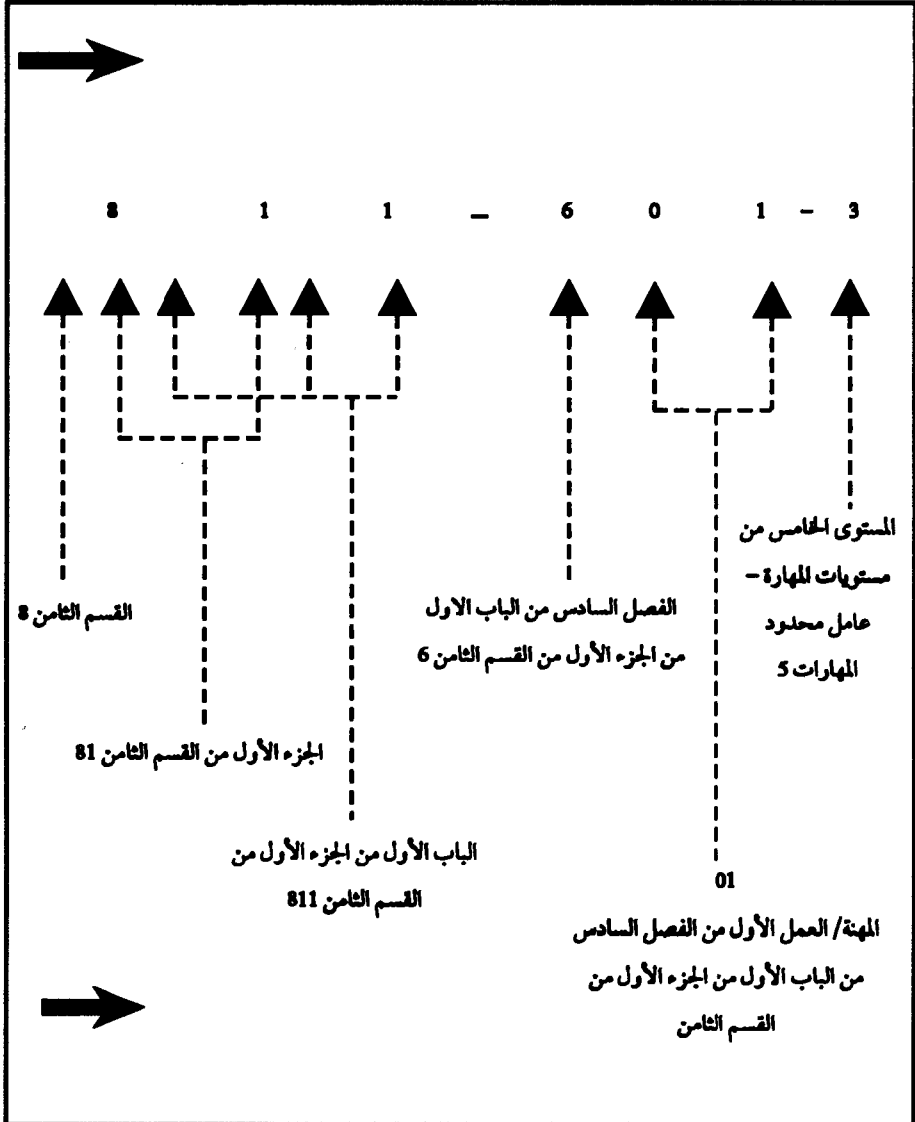 8 1 1 – 6 0 1 - 3
المستوى الخامس من
مستويات المهارة –
عامل محدود
المهارات 5
الفصل السادس من الباب الاول
من الجزء الأول من القسم الثامن 6
القسم الثامن 8
الجزء الأول من القسم الثامن 81
الباب الأول من الجزء الأول من
القسم الثامن 811
01
المهنة/ العمل الأول من الفصل السادس
من الباب الأول من الجزء الأول من
القسم الثامن